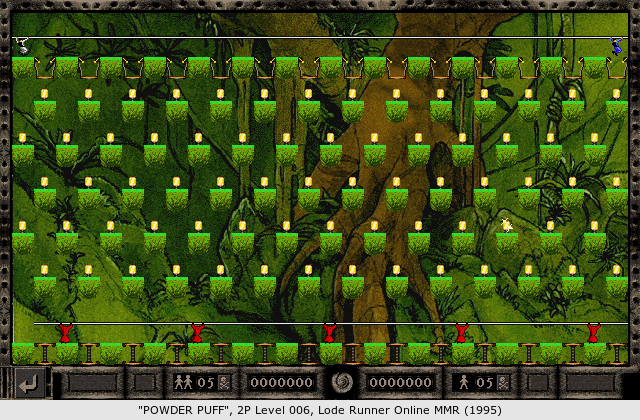 05 0000000 0000000 05
"POWDER PUFF", 2P Level 006, Lode Runner Online MMR (1995)